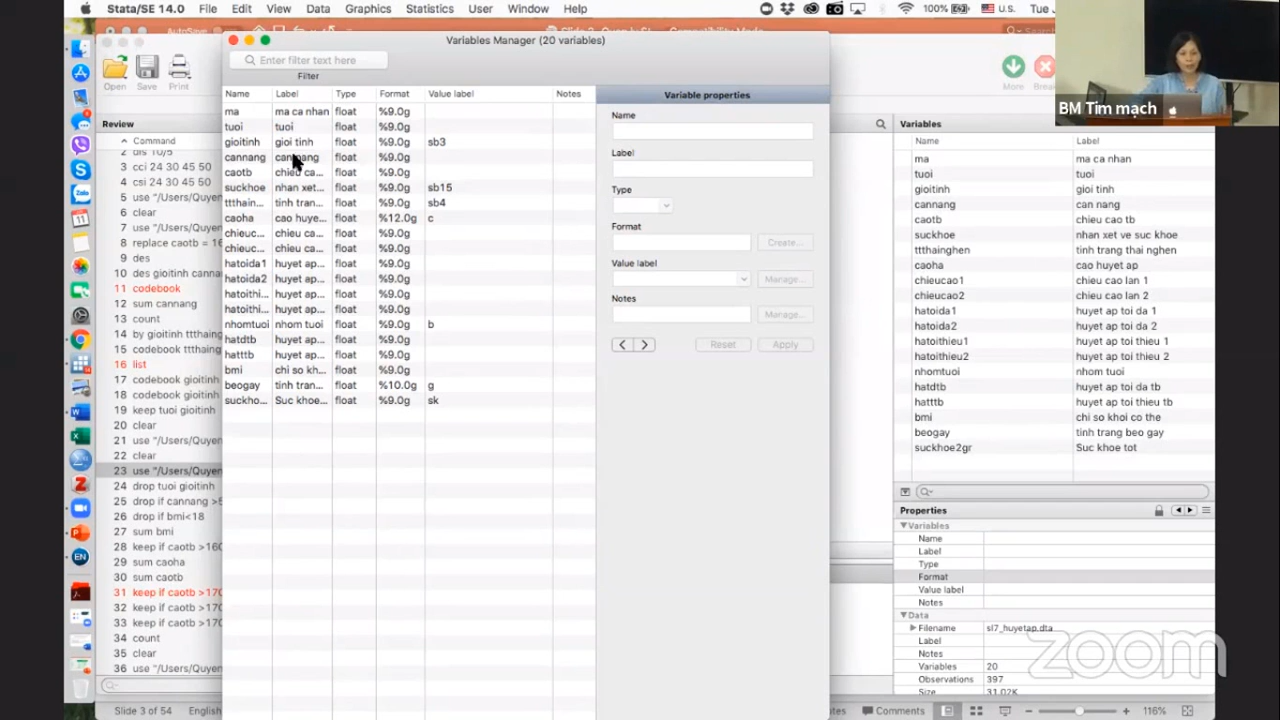 Stata/SE 14.0 File Edit View Data Graphics Statistics User Window Help 100% U.S. Tue
AutoSave
Variables Manager (20 variables)
Open Save Print
Enter filter text here
Filter
More
BM Tim mạch
Review
Command
2 dis 10/5
3 cci 24 30 45 50
4 csi 24 30 45 50
5 use "/Users/Quyen
6 clear
7 use "/Users/Quyen
8 replace caotb = 16
9 des
10 des gioitinh canna
11 codebook
12 sum cannang
13 count
14 by gioitinh ttthaing
15 codebook ttthaing
16 list
17 codebook gioitinh
18 codebook gioitinh
19 keep tuoi gioitinh
20 clear
21 use "/Users/Quyen
22 clear
23 use "/Users/Quyen
24 drop tuoi gioitinh
25 drop if cannang >5
26 drop if bmi<18
27 sum bmi
28 keep if caotb >160
29 sum caoha
30 sum caotb
31 keep if caotb >170
32 keep if caotb >170
33 keep if caotb >170
34 count
35 clear
36 use "/Users/Quyen
Name Label Type Format Value label Notes
ma ma ca nhan float %9.0g
tuoi tuoi float %9.0g
gioitinh gioi tinh float %9.0g sb3
cannang can nang float %9.0g
caotb chieu ca... float %9.0g
suckhoe nhan xet... float %9.0g sb15
ttthain... tinh tran... float %9.0g sb4
caoha cao huye... float %12.0g c
chieuc... chieu ca... float %9.0g
chieuc... chieu ca... float %9.0g
hatoida1 huyet ap... float %9.0g
hatoida2 huyet ap... float %9.0g
hatoithi... huyet ap... float %9.0g
hatoithi... huyet ap... float %9.0g
nhomtuoi nhom tuoi float %9.0g b
hatdtb huyet ap... float %9.0g
hatttb huyet ap... float %9.0g
bmi chi so kh... float %9.0g
beogay tinh tran... float %10.0g g
suckho... Suc khoe... float %9.0g sk
Variable properties
Name
Label
Type
Format
Create...
Value label
Manage...
Notes
Manage...
Reset Apply
Variables
Name Label
ma ma ca nhan
tuoi tuoi
gioitinh gioi tinh
cannang can nang
caotb chieu cao tb
suckhoe nhan xet ve suc khoe
ttthainghen tinh trang thai nghen
caoha cao huyet ap
chieucao1 chieu cao lan 1
chieucao2 chieu cao lan 2
hatoida1 huyet ap toi da 1
hatoida2 huyet ap toi da 2
hatoithieu1 huyet ap toi thieu 1
hatoithieu2 huyet ap toi thieu 2
nhomtuoi nhom tuoi
hatdtb huyet ap toi da tb
hatttb huyet ap toi thieu tb
bmi chi so khoi co the
beogay tinh trang beo gay
suckhoe2gr Suc khoe tot
Properties
Variables
Name
Label
Type
Format
Value label
Notes
Data
Filename sl7_huyetap.dta
Label
Notes
Variables 20
Observations 397
Size 31.02K
zoom
Slide 3 of 54 English
Comments 116%